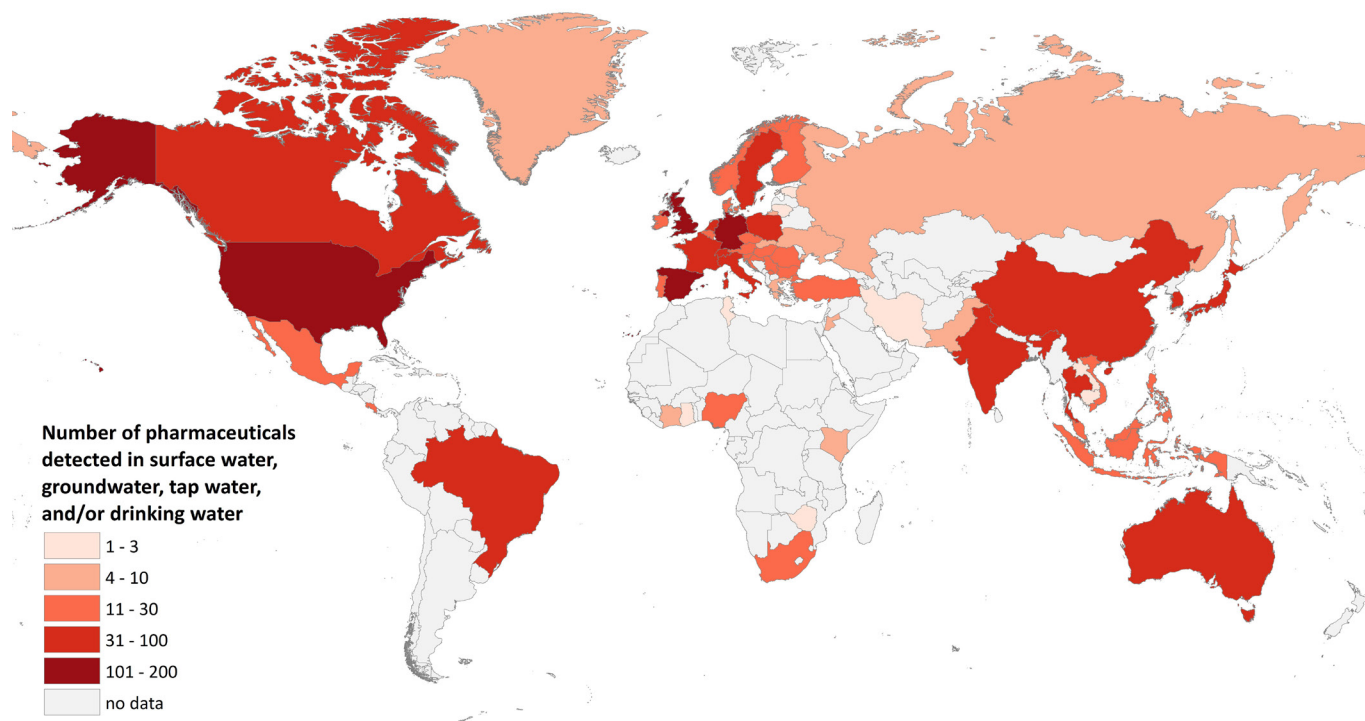 Number of pharmaceuticals
detected in surface water,
groundwater, tap water,
and/or drinking water
1 - 3
4 - 10
11 - 30
31 - 100
101 - 200
no data